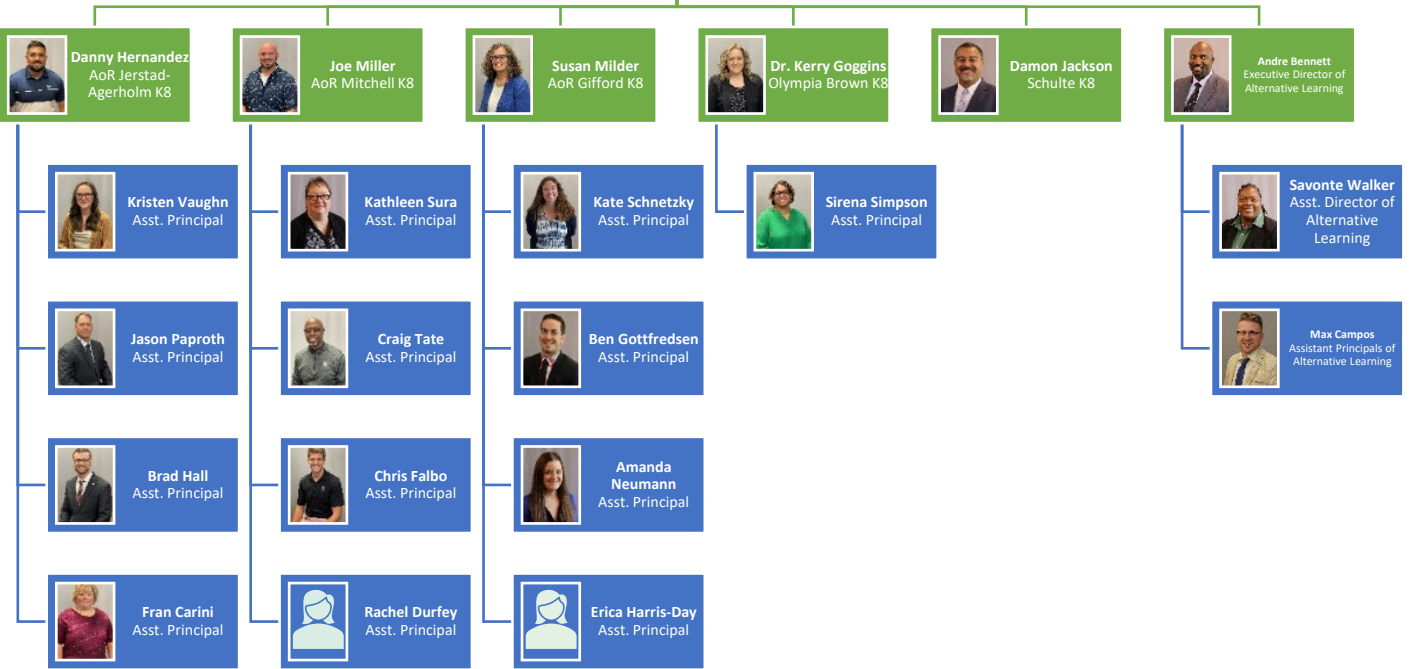 Danny Hernandez
AoR Jerstad-
Agerholm K8
Joe Miller
AoR Mitchell K8
Susan Milder
AoR Gifford K8
Dr. Kerry Goggins
Olympia Brown K8
Damon Jackson
Schulte K8
Andre Bennett
Executive Director of
Alternative Learning
Kristen Vaughn
Asst. Principal
Kathleen Sura
Asst. Principal
Kate Schnetzky
Asst. Principal
Sirena Simpson
Asst. Principal
Savonte Walker
Asst. Director of
Alternative
Learning
Jason Paproth
Asst. Principal
Craig Tate
Asst. Principal
Ben Gottfredsen
Asst. Principal
Max Campos
Assistant Principals of
Alternative Learning
Brad Hall
Asst. Principal
Chris Falbo
Asst. Principal
Amanda
Neumann
Asst. Principal
Fran Carini
Asst. Principal
Rachel Durfey
Asst. Principal
Erica Harris-Day
Asst. Principal